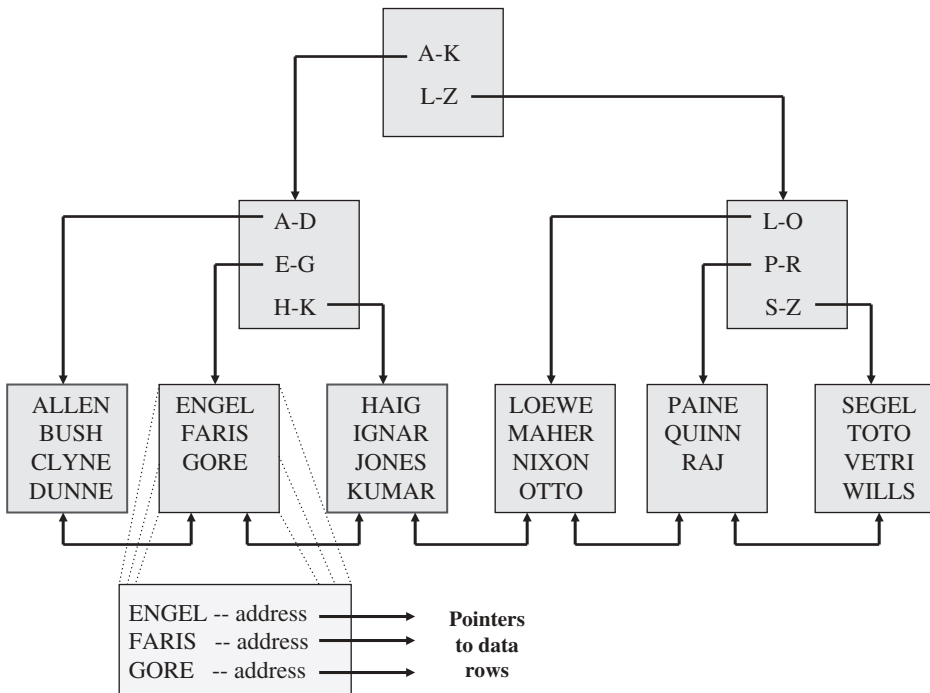 A-K
L-Z
A-D
E-G
H-K
L-O
P-R
S-Z
ALLEN
BUSH
CLYNE
DUNNE
ENGEL
FARIS
GORE
HAIG
IGNAR
JONES
KUMAR
LOEWE
MAHER
NIXON
OTTO
PAINE
QUINN
RAJ
SEGEL
TOTO
VETRI
WILLS
ENGEL -- address
FARIS -- address
GORE -- address
Pointers
to data
rows